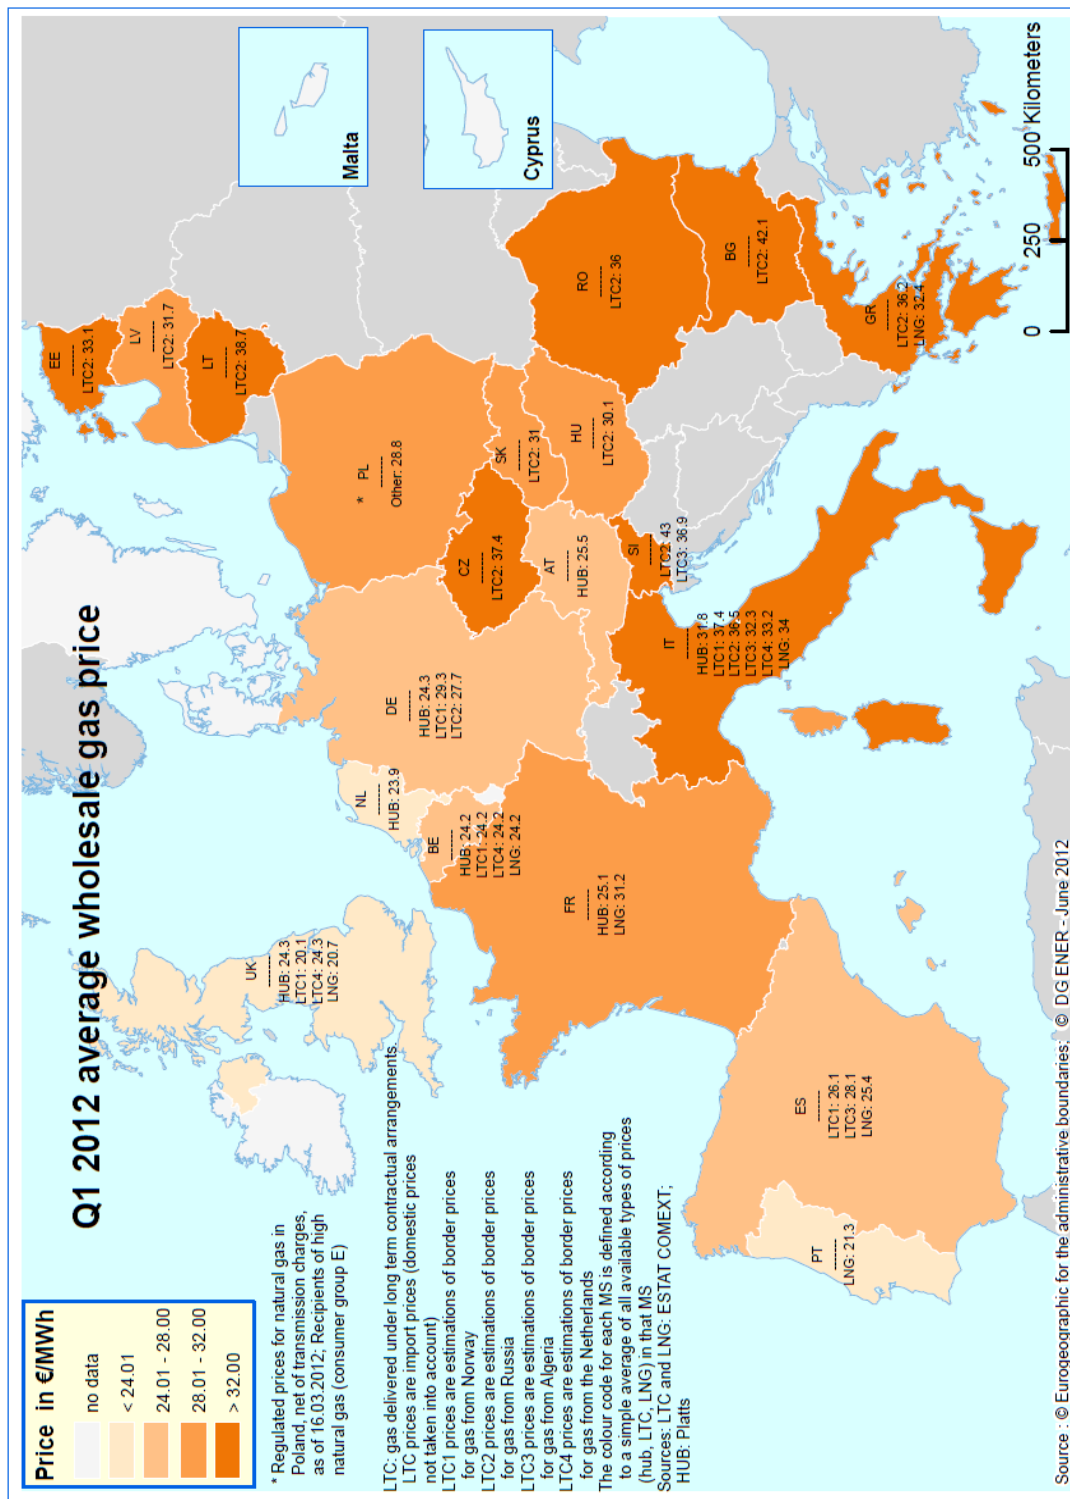 Q1 2012 average wholesale gas price
Price in €/MWh
no data
< 24.01
24.01 - 28.00
28.01 - 32.00
> 32.00
* Regulated prices for natural gas in
Poland, net of transmission charges,
as of 16.03.2012; Recipients of high
natural gas (consumer group E)
LTC: gas delivered under long term contractual arrangements.
LTC prices are import prices (domestic prices
not taken into account)
LTC1 prices are estimations of border prices
for gas from Norway
LTC2 prices are estimations of border prices
for gas from Russia
LTC3 prices are estimations of border prices
for gas from Algeria
LTC4 prices are estimations of border prices
for gas from the Netherlands
The colour code for each MS is defined according
to a simple average of all available types of prices
(hub, LTC, LNG) in that MS
Sources: LTC and LNG: ESTAT COMEXT;
HUB: Platts
UK
--------
HUB: 24.3
LTC1: 20.1
LTC4: 24.3
LNG: 20.7
PT
--------
LNG: 21.3
ES
--------
LTC1: 26.1
LTC3: 28.1
LNG: 25.4
FR
--------
HUB: 25.1
LNG: 31.2
BE
--------
HUB: 24.2
LTC1: 24.2
LTC4: 24.2
LNG: 24.2
NL
--------
HUB: 23.9
DE
--------
HUB: 24.3
LTC1: 29.3
LTC2: 27.7
IT
--------
HUB: 31.8
LTC1: 37.4
LTC2: 36.5
LTC3: 32.3
LTC4: 33.2
LNG: 34
CZ
--------
LTC2: 37.4
AT
--------
HUB: 25.5
SI
--------
LTC2: 43
LTC3: 36.9
* PL
--------
Other: 28.8
SK
--------
LTC2: 31
HU
--------
LTC2: 30.1
EE
--------
LTC2: 33.1
LV
--------
LTC2: 31.7
LT
--------
LTC2: 38.7
RO
--------
LTC2: 36
BG
--------
LTC2: 42.1
GR
--------
LTC2: 36.2
LNG: 32.4
Malta
Cyprus
0 250 500 Kilometers
Source : © Eurogeographic for the administrative boundaries; © DG ENER - June 2012